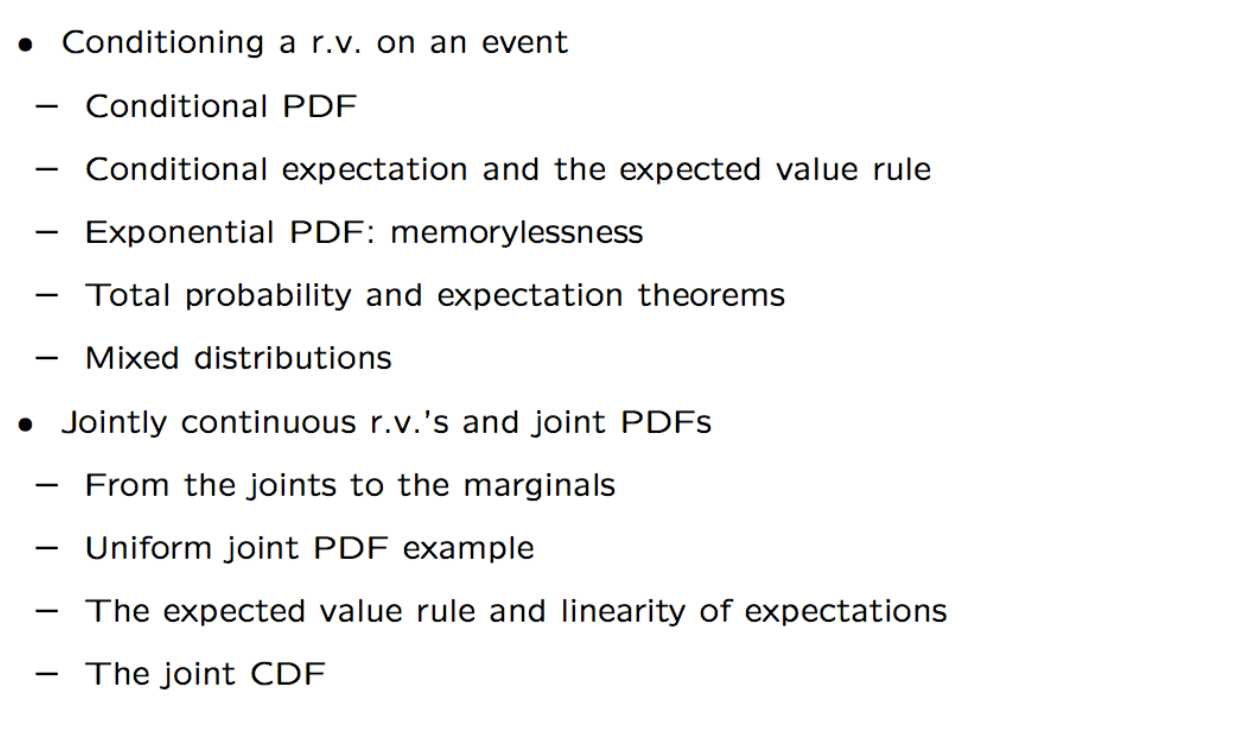 • Conditioning a r.v. on an event
– Conditional PDF
– Conditional expectation and the expected value rule
– Exponential PDF: memorylessness
– Total probability and expectation theorems
– Mixed distributions
• Jointly continuous r.v.'s and joint PDFs
– From the joints to the marginals
– Uniform joint PDF example
– The expected value rule and linearity of expectations
– The joint CDF